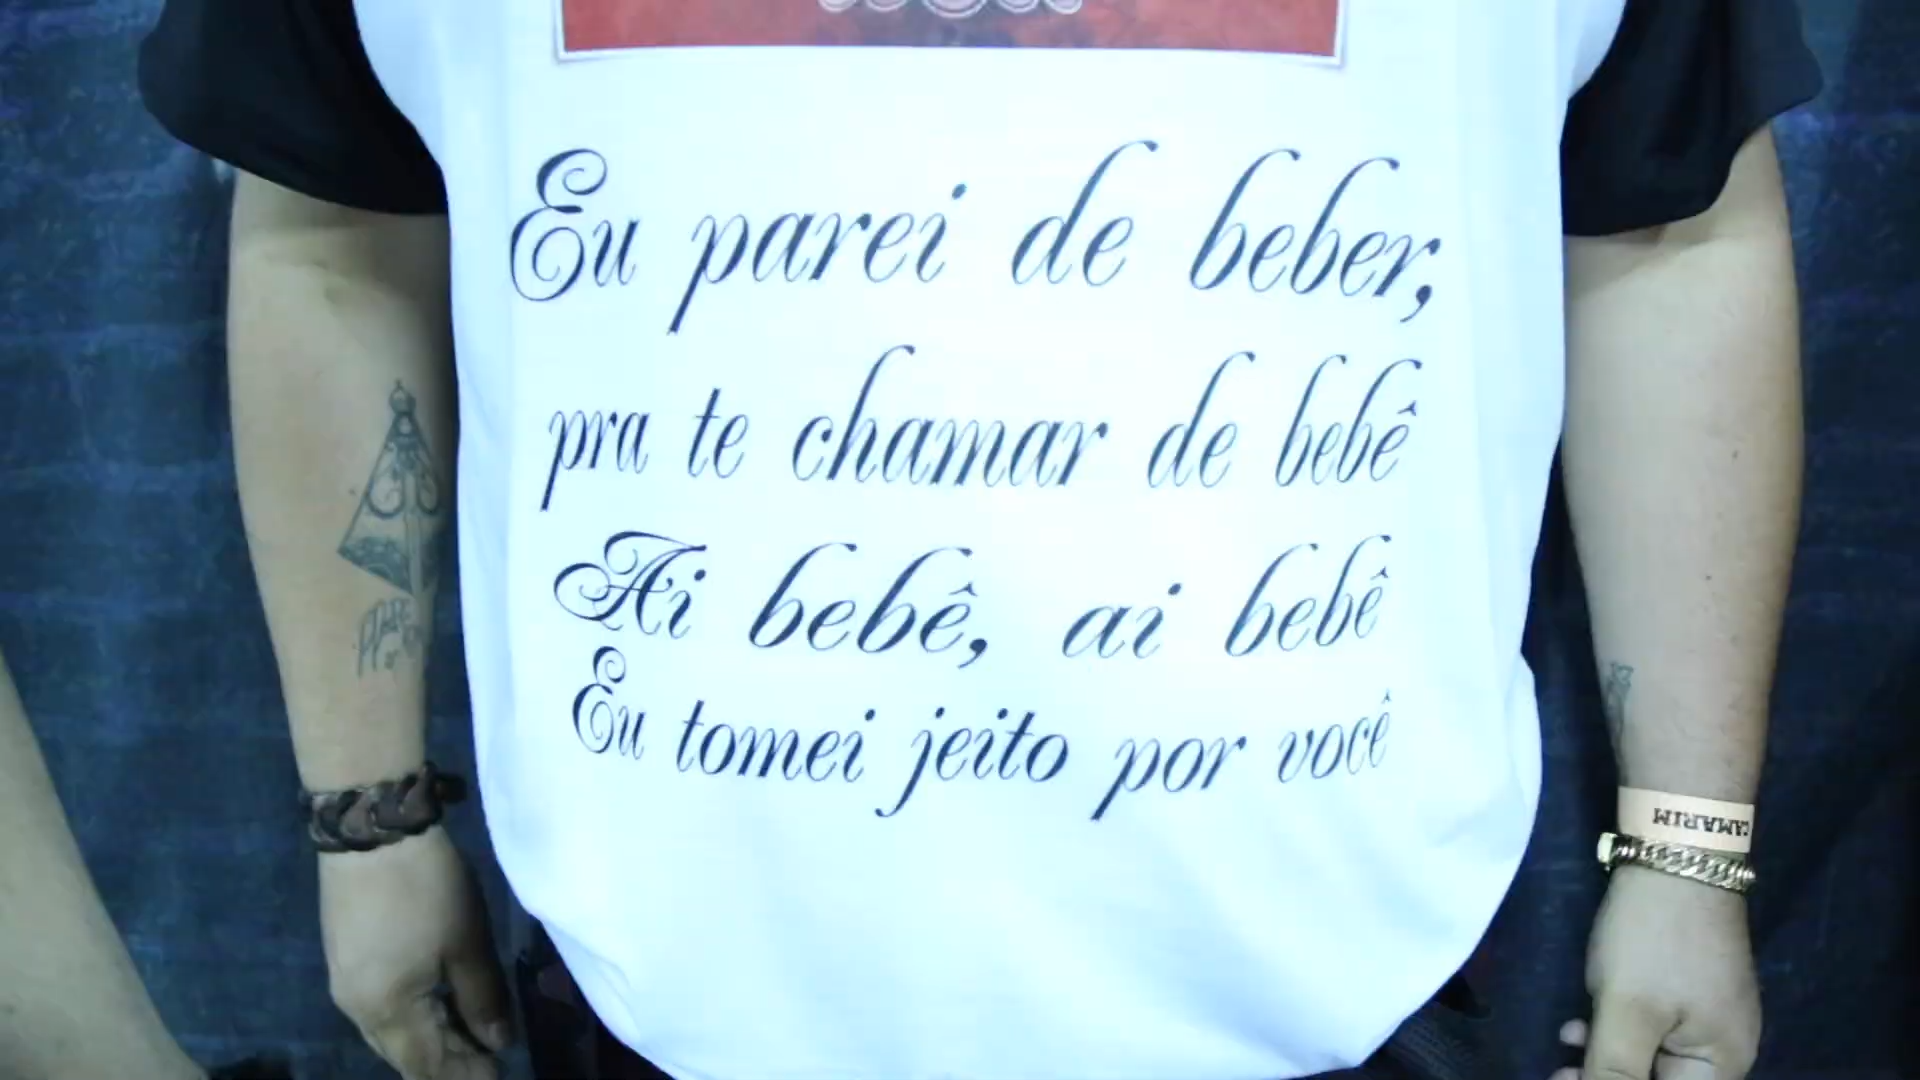 Eu parei de beber,
pra te chamar de bebê
Ai bebê, ai bebê
Eu tomei jeito por você
CAMARIM